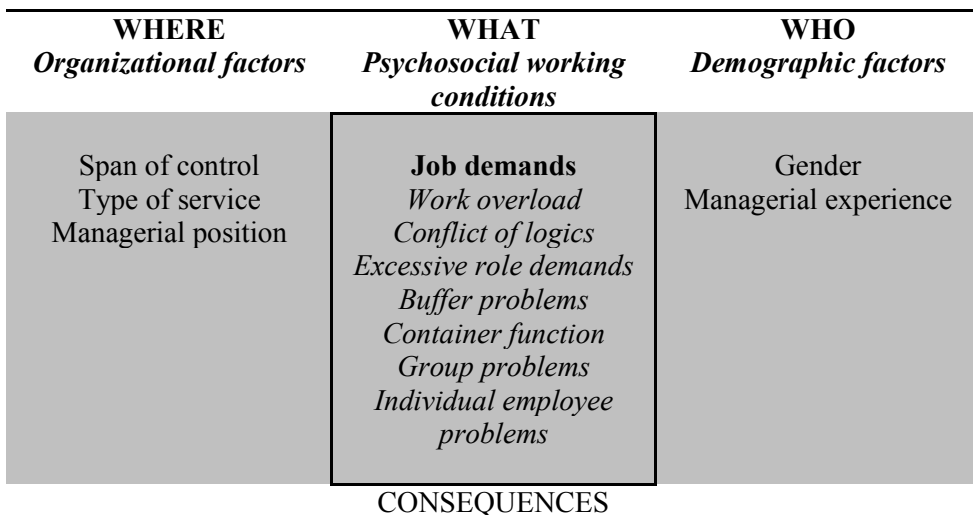 WHERE
Organizational factors
WHAT
Psychosocial working
conditions
WHO
Demographic factors
Span of control
Type of service
Managerial position
Job demands
Work overload
Conflict of logics
Excessive role demands
Buffer problems
Container function
Group problems
Individual employee
problems
Gender
Managerial experience
CONSEQUENCES